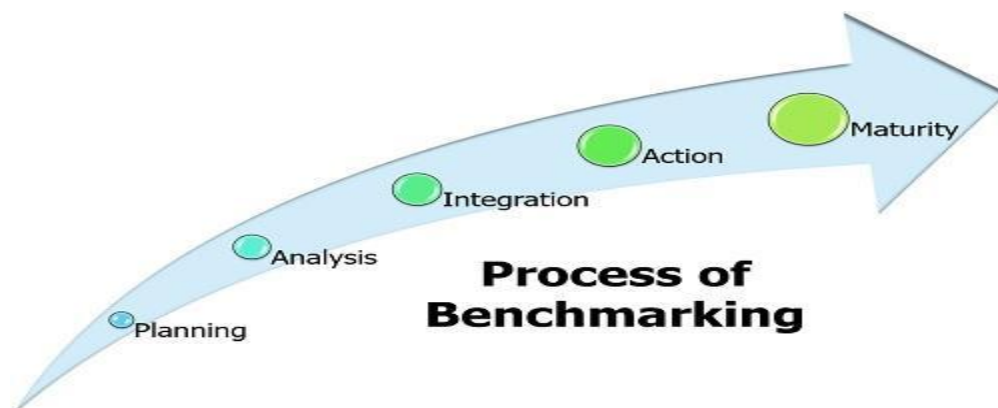 Planning
Analysis
Integration
Action
Maturity
Process of
Benchmarking